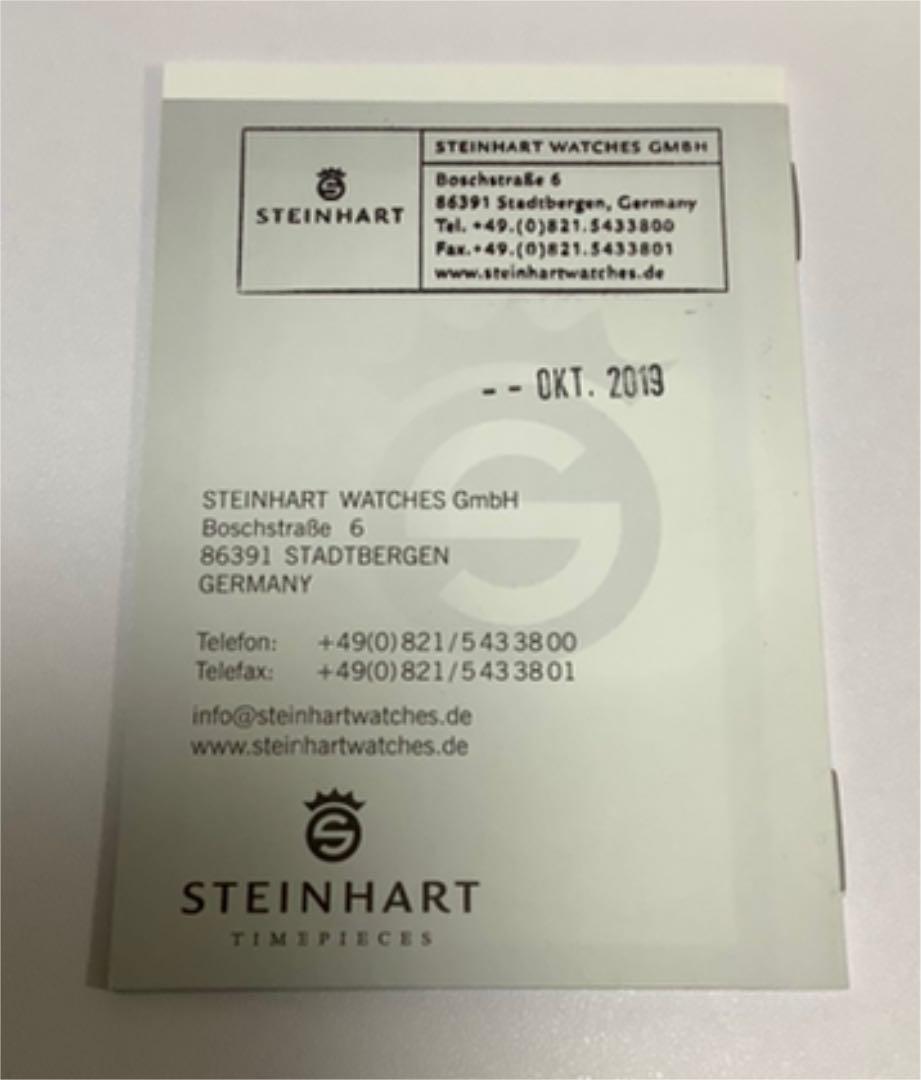 STEINHART
STEINHART WATCHES GMBH
Boschstraße 6
86391 Stadtbergen, Germany
Tel. +49.(0)821.5433800
Fax.+49.(0)821.5433801
www.steinhartwatches.de
-- OKT. 2019
STEINHART WATCHES GmbH
Boschstraße 6
86391 STADTBERGEN
GERMANY
Telefon: +49(0)821/5433800
Telefax: +49(0)821/5433801
info@steinhartwatches.de
www.steinhartwatches.de
STEINHART
TIMEPIECES